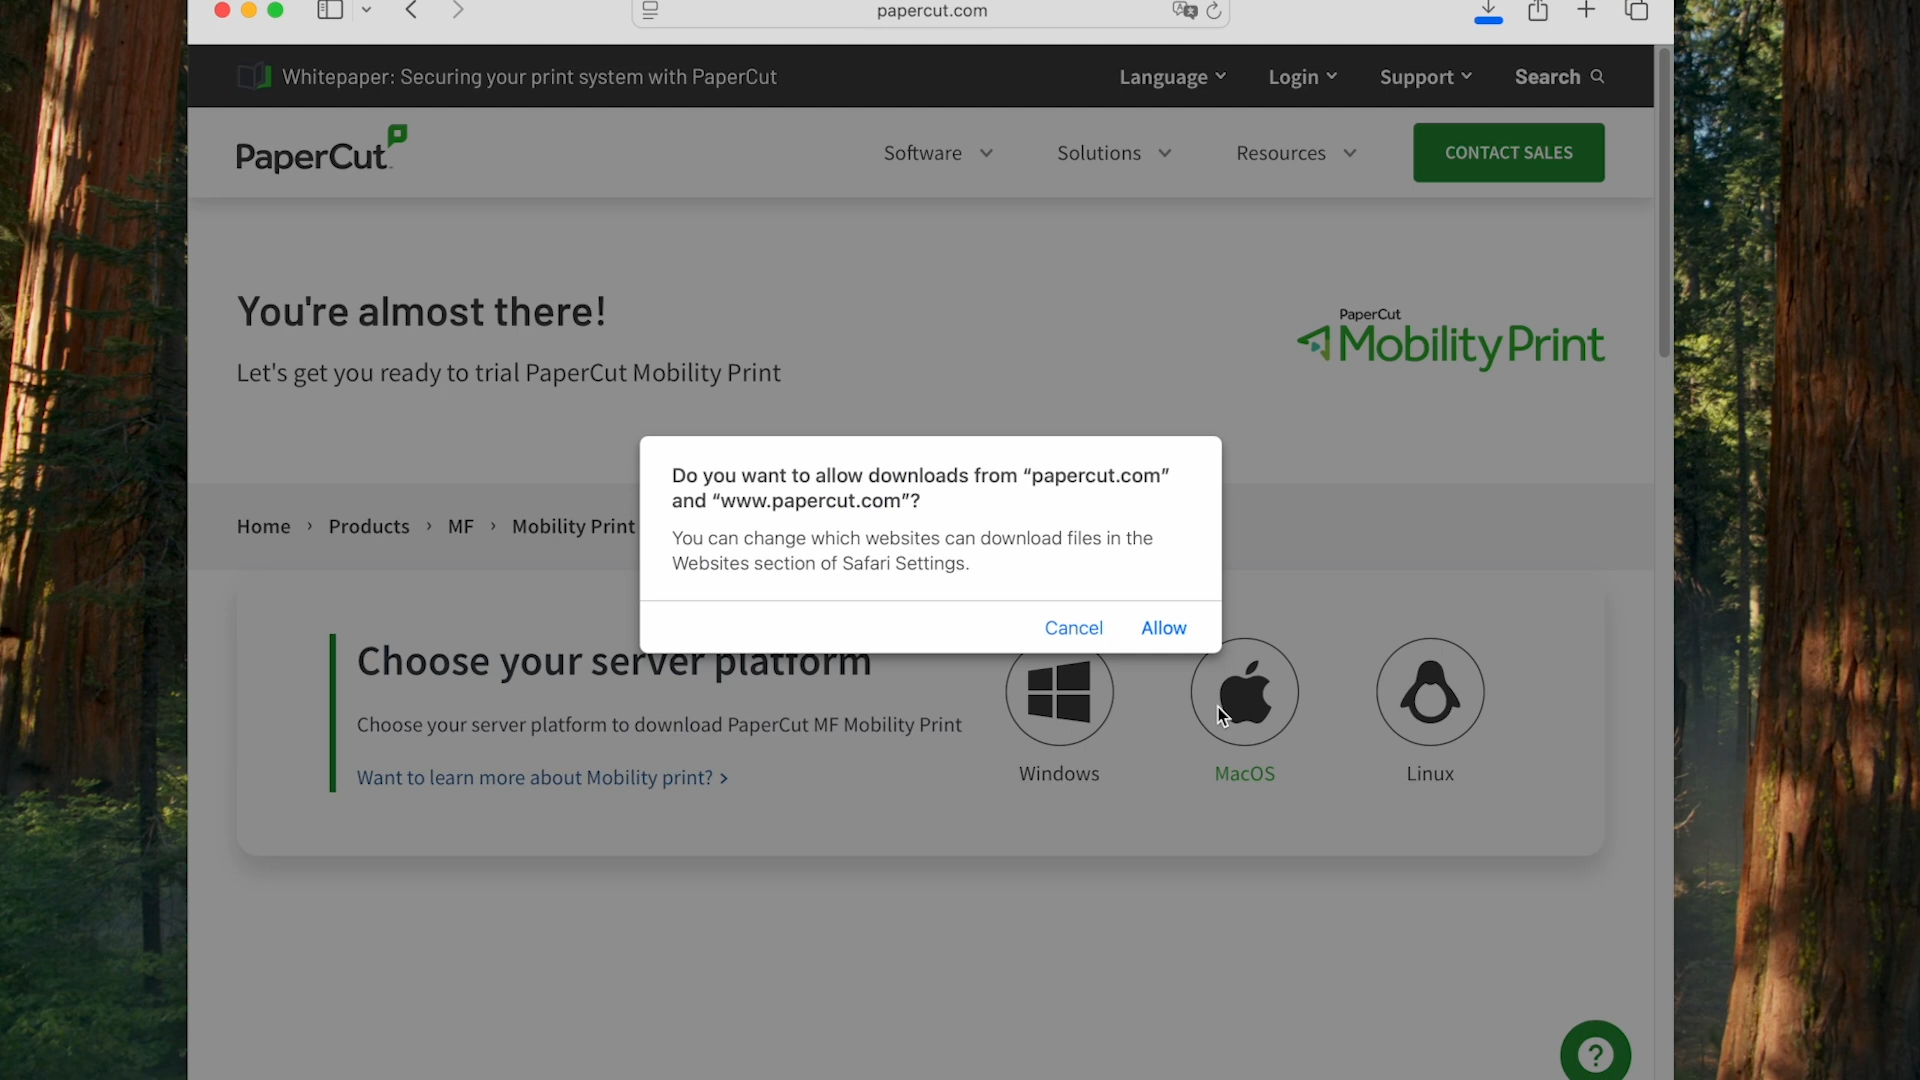 papercut.com
Whitepaper: Securing your print system with PaperCut
Language
Login
Support
Search
PaperCut
Software
Solutions
Resources
CONTACT SALES
You're almost there!
Let's get you ready to trial PaperCut Mobility Print
PaperCut
Mobility Print
Do you want to allow downloads from “papercut.com”
and “www.papercut.com”?
You can change which websites can download files in the
Websites section of Safari Settings.
Cancel
Allow
Home › Products › MF › Mobility Print
Choose your server platform
Choose your server platform to download PaperCut MF Mobility Print
Want to learn more about Mobility print? >
Windows
MacOS
Linux
?